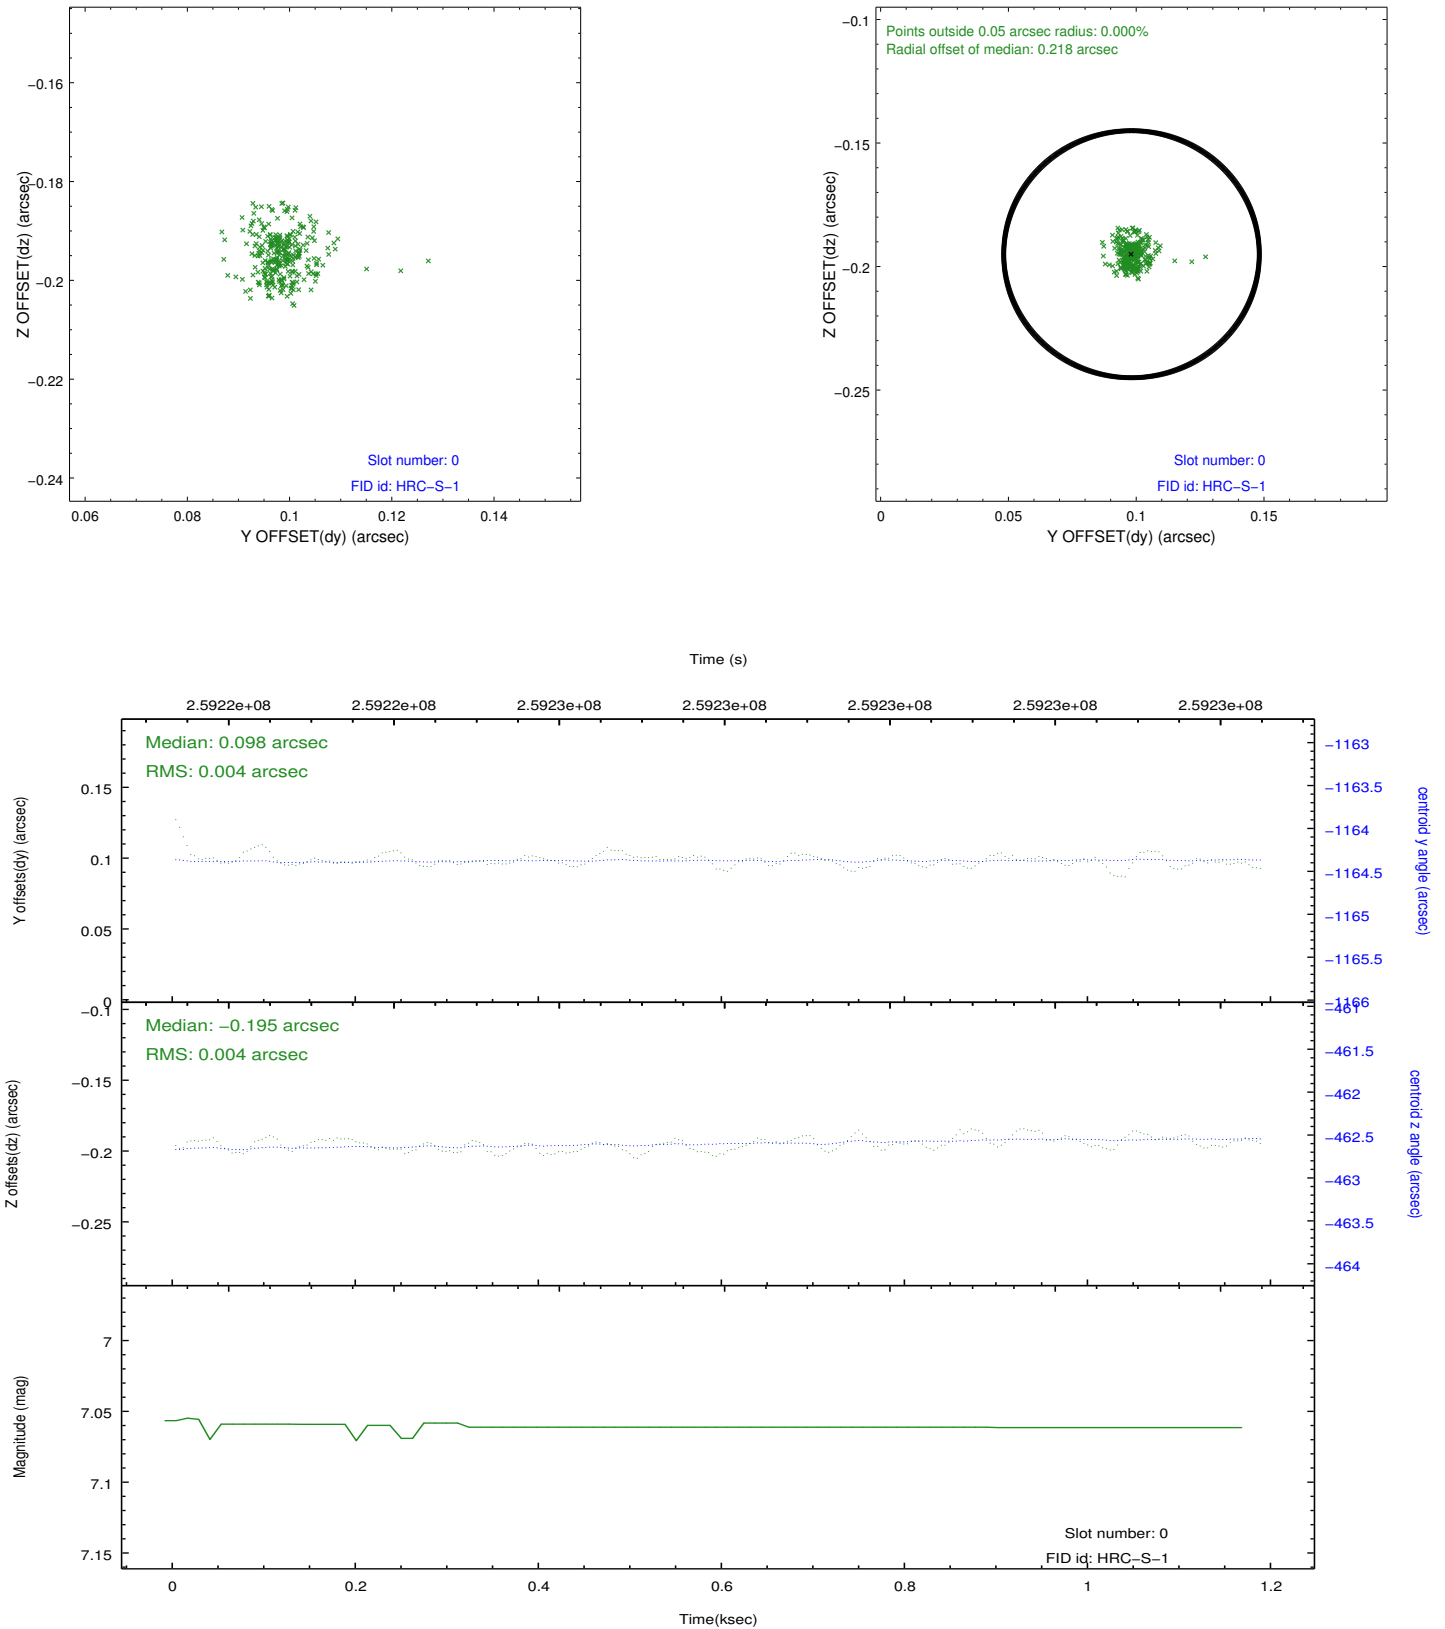 −0.16
−0.18
−0.2
−0.22
−0.24
Z OFFSET(dz) (arcsec)
Slot number: 0
FID id: HRC−S−1
0.06 0.08 0.1 0.12 0.14
Y OFFSET(dy) (arcsec)
−0.1
−0.15
−0.2
−0.25
Z OFFSET(dz) (arcsec)
Points outside 0.05 arcsec radius: 0.000%
Radial offset of median: 0.218 arcsec
Slot number: 0
FID id: HRC−S−1
0 0.05 0.1 0.15
Y OFFSET(dy) (arcsec)
Time (s)
2.5922e+08 2.5922e+08 2.5923e+08 2.5923e+08 2.5923e+08 2.5923e+08 2.5923e+08
Median: 0.098 arcsec
RMS: 0.004 arcsec
0.15
0.1
0.05
0
Y offsets(dy) (arcsec)
−1163
−1163.5
−1164
−1164.5
−1165
−1165.5
−1166
centroid y angle (arcsec)
Median: −0.195 arcsec
RMS: 0.004 arcsec
−0.1
−0.15
−0.2
−0.25
Z offsets(dz) (arcsec)
−461
−461.5
−462
−462.5
−463
−463.5
−464
centroid z angle (arcsec)
7
7.05
7.1
7.15
Magnitude (mag)
Slot number: 0
FID id: HRC−S−1
0 0.2 0.4 0.6 0.8 1 1.2
Time(ksec)